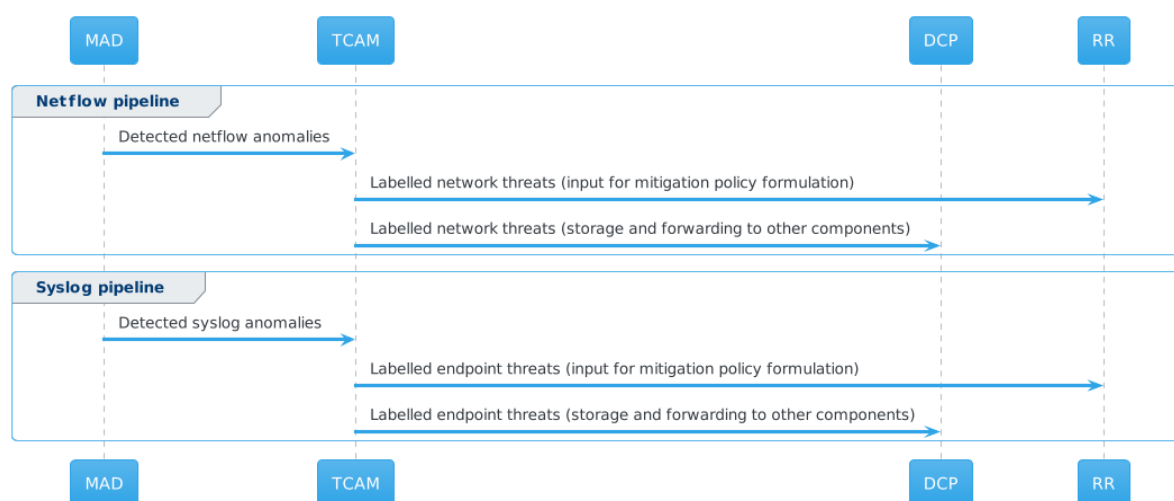 MAD TCAM DCP RR
Netflow pipeline
Detected netflow anomalies
Labelled network threats (input for mitigation policy formulation)
Labelled network threats (storage and forwarding to other components)
Syslog pipeline
Detected syslog anomalies
Labelled endpoint threats (input for mitigation policy formulation)
Labelled endpoint threats (storage and forwarding to other components)
MAD TCAM DCP RR